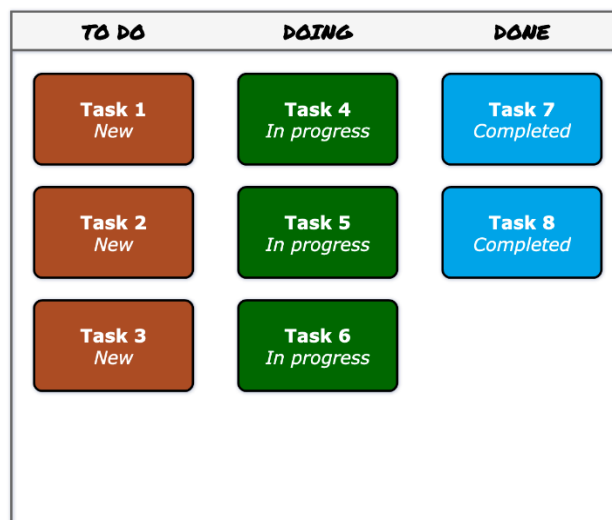 TO DO
DOING
DONE
Task 1
New
Task 4
In progress
Task 7
Completed
Task 2
New
Task 5
In progress
Task 8
Completed
Task 3
New
Task 6
In progress